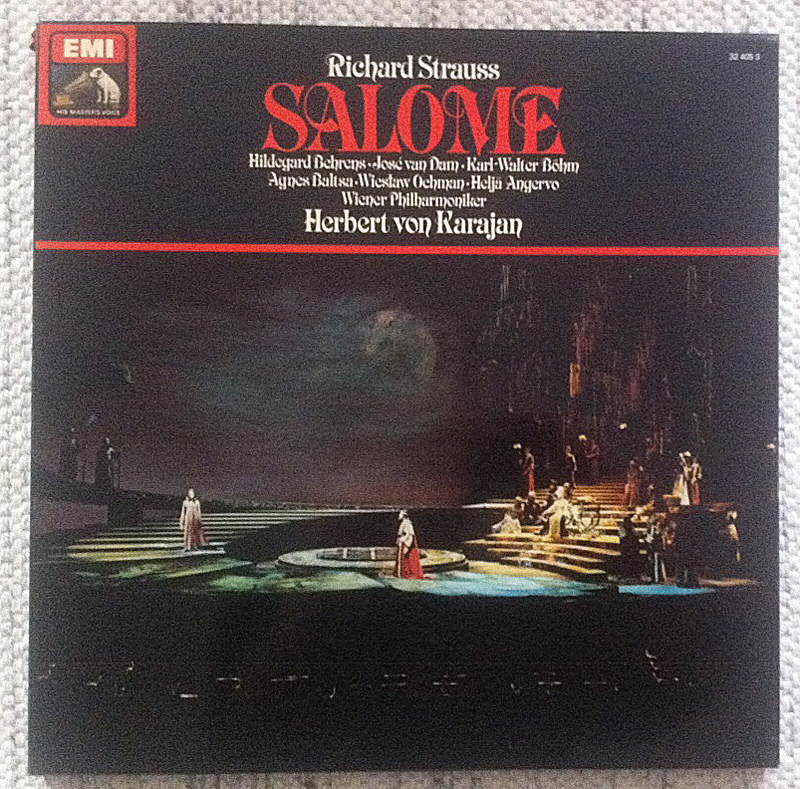 EMI
HIS MASTER'S VOICE
32 405 3
Richard Strauss
SALOME
Hildegard Behrens · José van Dam · Karl-Walter Böhm
Agnes Baltsa · Wieslaw Ochman · Heljä Angervo
Wiener Philharmoniker
Herbert von Karajan